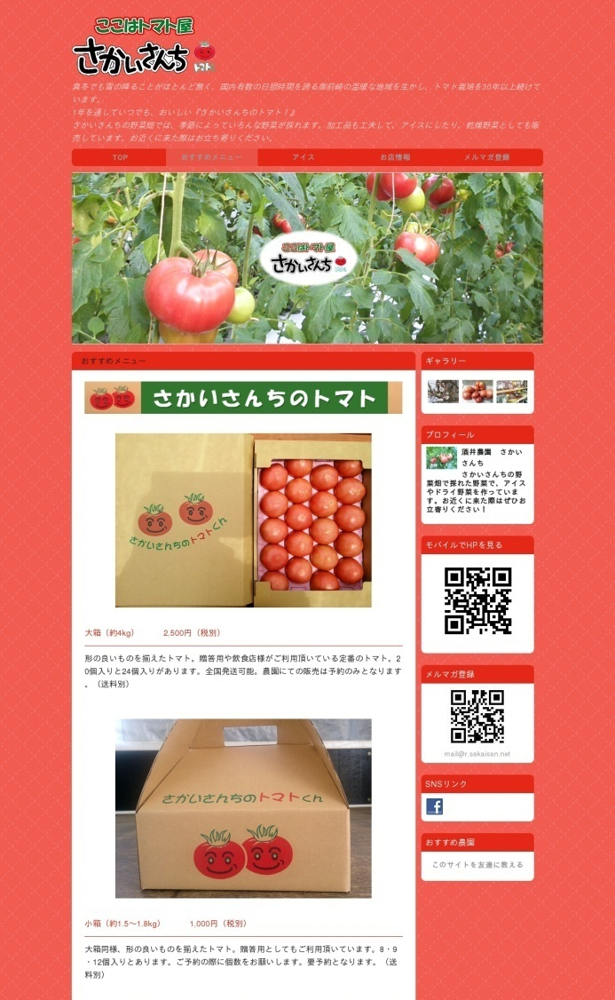 ここはトマト屋
さかいさんち
トマト
真冬でも雪の降ることがほとんど無く、国内有数の日照時間を誇る御前崎の温暖な地域を生かし、トマト栽培を30年以上続けて
います。
1年を通していつでも、おいしい『さかいさんちのトマト！』
さかいさんちの野菜畑では、季節によっていろんな野菜が採れます。加工品も工夫して、アイスにしたり、乾燥野菜としても販
売しています。お近くに来た際はお立ち寄りください。
TOP おすすめメニュー アイス お店情報 メルマガ登録
ここはトマト屋
さかいさんち
おすすめメニュー
さかいさんちのトマト
さかいさんちのトマトくん
大箱（約4kg） 2.500円（税別）
形の良いものを揃えたトマト。贈答用や飲食店様がご利用頂いている定番のトマト。2
0個入りと24個入りがあります。全国発送可能。農園にての販売は予約のみとなります
。（送料別）
さかいさんちのトマトくん
小箱（約1.5～1.8kg） 1,000円（税別）
大箱同様、形の良いものを揃えたトマト。贈答用としてもご利用頂いています。8・9
・12個入りとあります。ご予約の際に個数をお願いします。要予約となります。（送
料別）
ギャラリー
プロフィール
酒井農園 さかい
さんち
さかいさんちの野
菜畑で採れた野菜で、アイス
やドライ野菜を作っていま
す。お近くに来た際はぜひお
立寄りください！
モバイルでHPを見る
メルマガ登録
mail@r.sakaisan.net
SNSリンク
おすすめ農園
このサイトを友達に教える